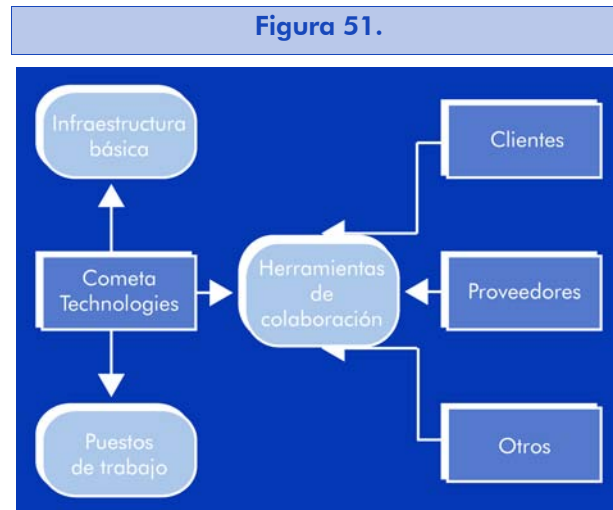 Figura 51.
Infraestructura
básica
Clientes
Cometa
Technologies
Herramientas
de
colaboración
Proveedores
Puestos
de trabajo
Otros